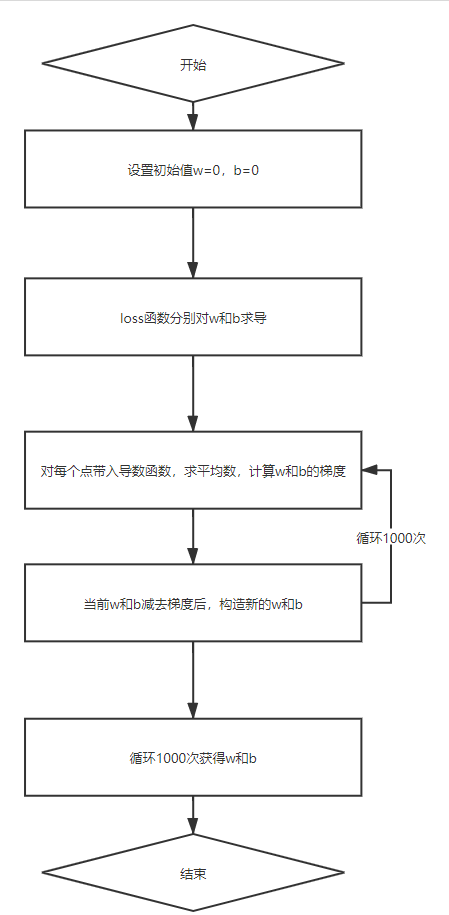 开始
设置初始值w=0，b=0
loss函数分别对w和b求导
对每个点带入导数函数，求平均数，计算w和b的梯度
循环1000次
当前w和b减去梯度后，构造新的w和b
循环1000次获得w和b
结束